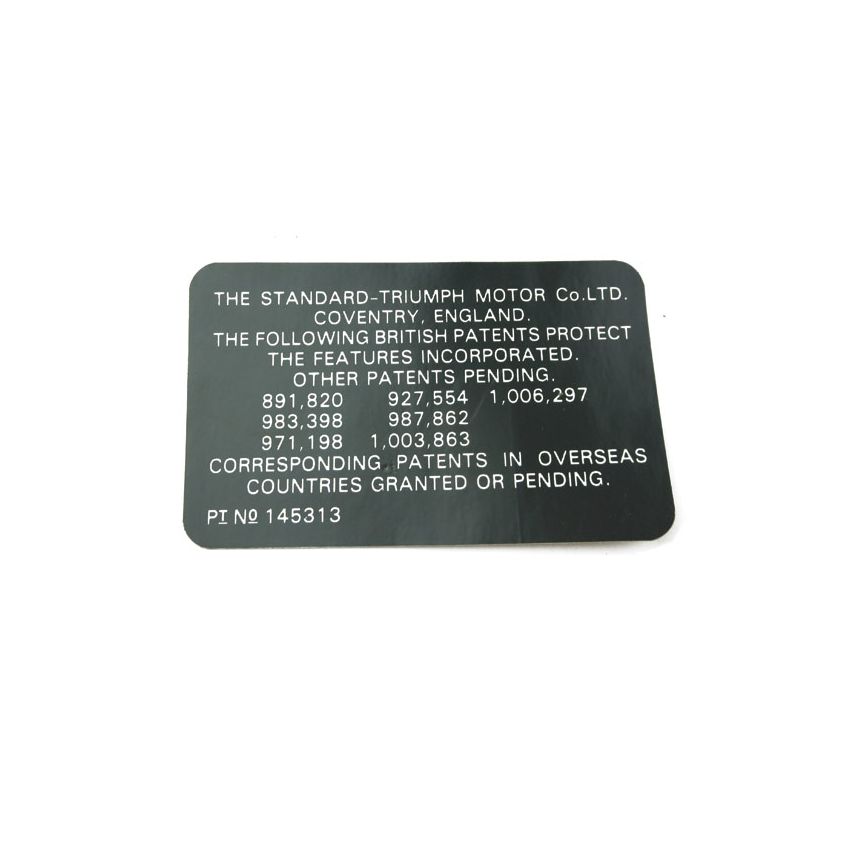 THE STANDARD-TRIUMPH MOTOR Co.LTD.
COVENTRY, ENGLAND.
THE FOLLOWING BRITISH PATENTS PROTECT
THE FEATURES INCORPORATED.
OTHER PATENTS PENDING.
891,820 927,554 1,006,297
983,398 987,862
971,198 1,003,863
CORRESPONDING PATENTS IN OVERSEAS
COUNTRIES GRANTED OR PENDING.
PT No 145313